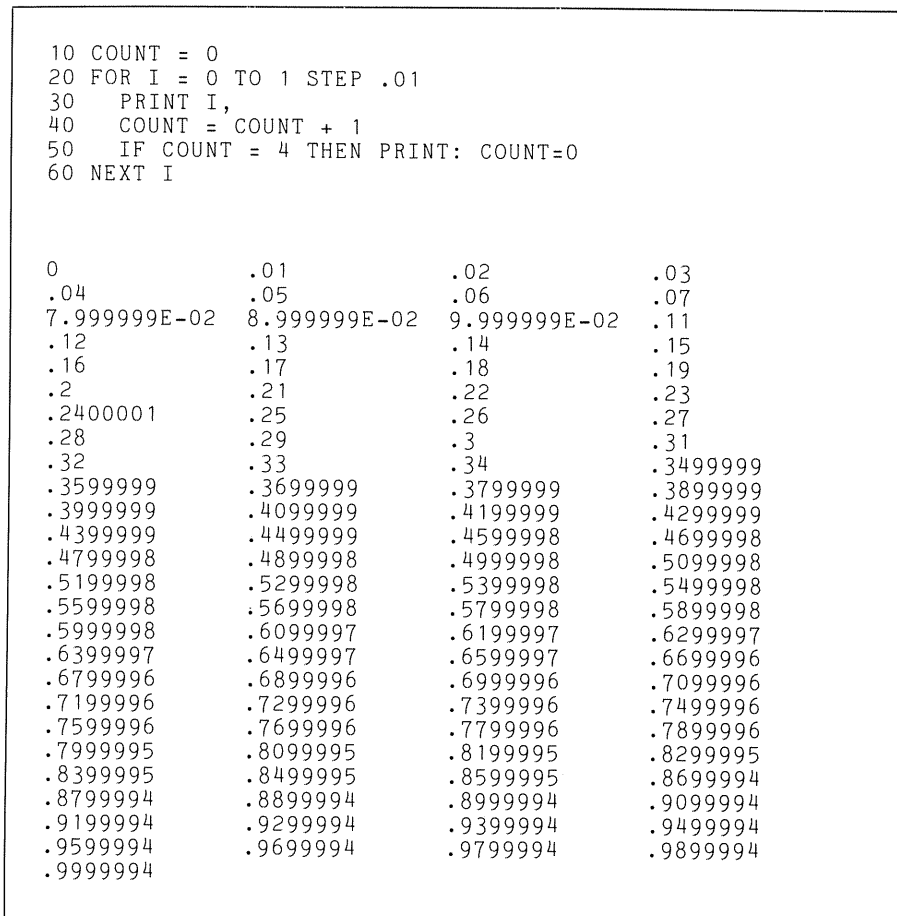 10 COUNT = 0
20 FOR I = 0 TO 1 STEP .01
30   PRINT I,
40   COUNT = COUNT + 1
50   IF COUNT = 4 THEN PRINT: COUNT=0
60 NEXT I
0 .01 .02 .03
.04 .05 .06 .07
7.999999E-02 8.999999E-02 9.999999E-02 .11
.12 .13 .14 .15
.16 .17 .18 .19
.2 .21 .22 .23
.2400001 .25 .26 .27
.28 .29 .3 .31
.32 .33 .34 .3499999
.3599999 .3699999 .3799999 .3899999
.3999999 .4099999 .4199999 .4299999
.4399999 .4499999 .4599998 .4699998
.4799998 .4899998 .4999998 .5099998
.5199998 .5299998 .5399998 .5499998
.5599998 .5699998 .5799998 .5899998
.5999998 .6099997 .6199997 .6299997
.6399997 .6499997 .6599997 .6699996
.6799996 .6899996 .6999996 .7099996
.7199996 .7299996 .7399996 .7499996
.7599996 .7699996 .7799996 .7899996
.7999995 .8099995 .8199995 .8299995
.8399995 .8499995 .8599995 .8699994
.8799994 .8899994 .8999994 .9099994
.9199994 .9299994 .9399994 .9499994
.9599994 .9699994 .9799994 .9899994
.9999994